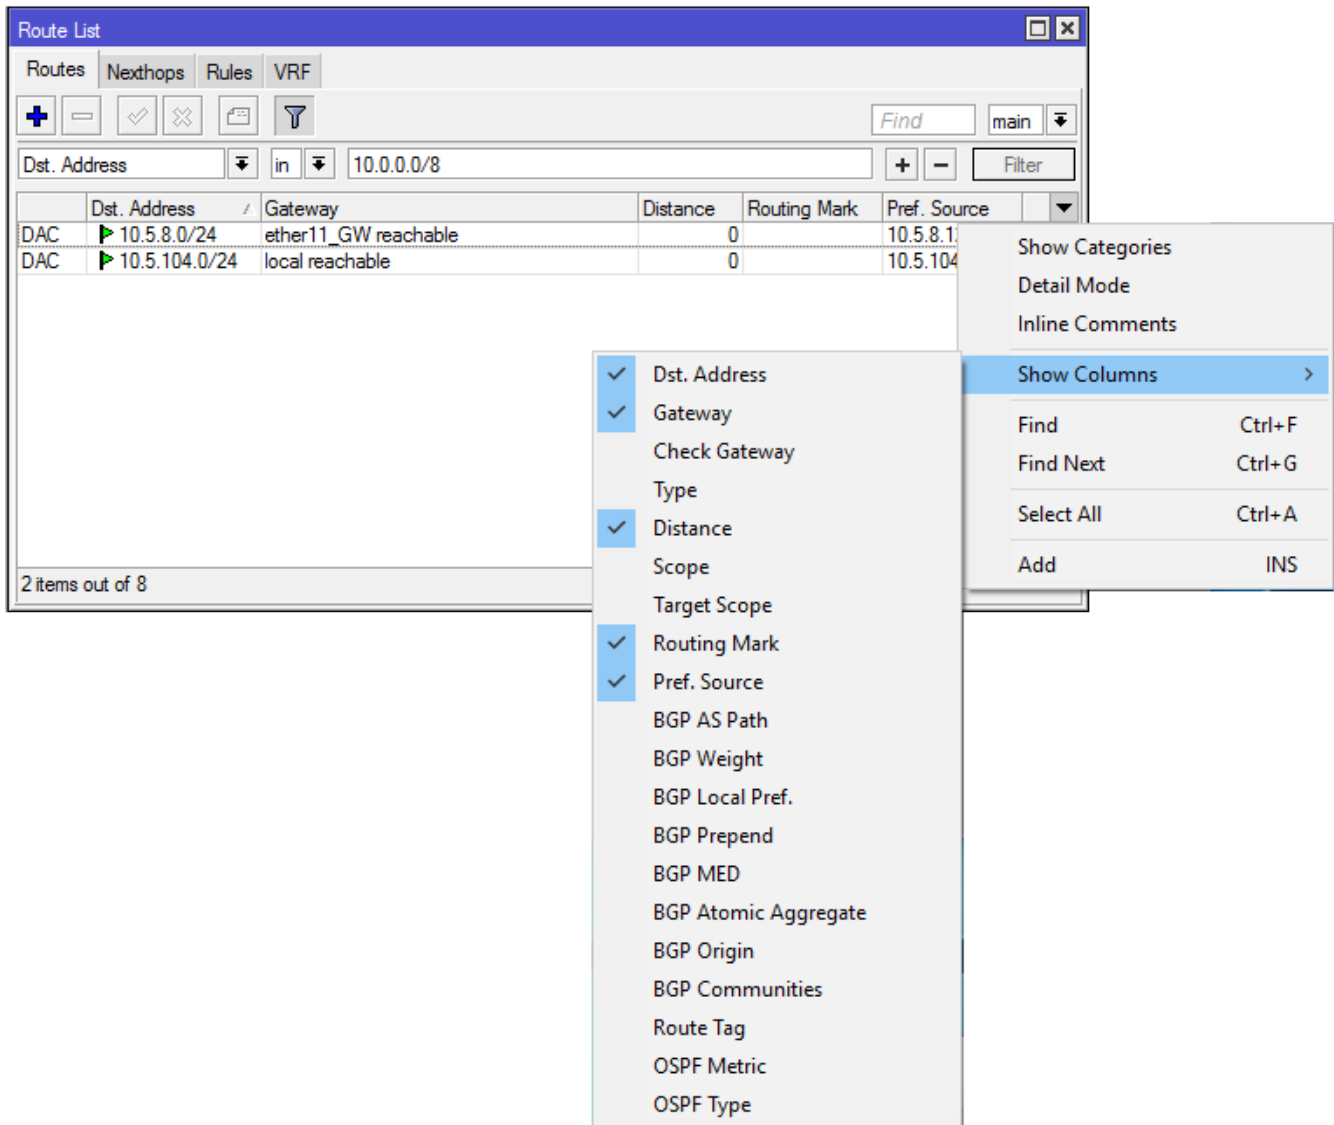 Route List
Routes Nexthops Rules VRF
Find main
Dst. Address in 10.0.0.0/8 Filter
Dst. Address Gateway Distance Routing Mark Pref. Source
DAC 10.5.8.0/24 ether11_GW reachable 0
DAC 10.5.104.0/24 local reachable 0 10.5.104
2 items out of 8
Show Categories
Detail Mode
Inline Comments
Show Columns
Find Ctrl+F
Find Next Ctrl+G
Select All Ctrl+A
Add INS
Dst. Address
Gateway
Check Gateway
Type
Distance
Scope
Target Scope
Routing Mark
Pref. Source
BGP AS Path
BGP Weight
BGP Local Pref.
BGP Prepend
BGP MED
BGP Atomic Aggregate
BGP Origin
BGP Communities
Route Tag
OSPF Metric
OSPF Type